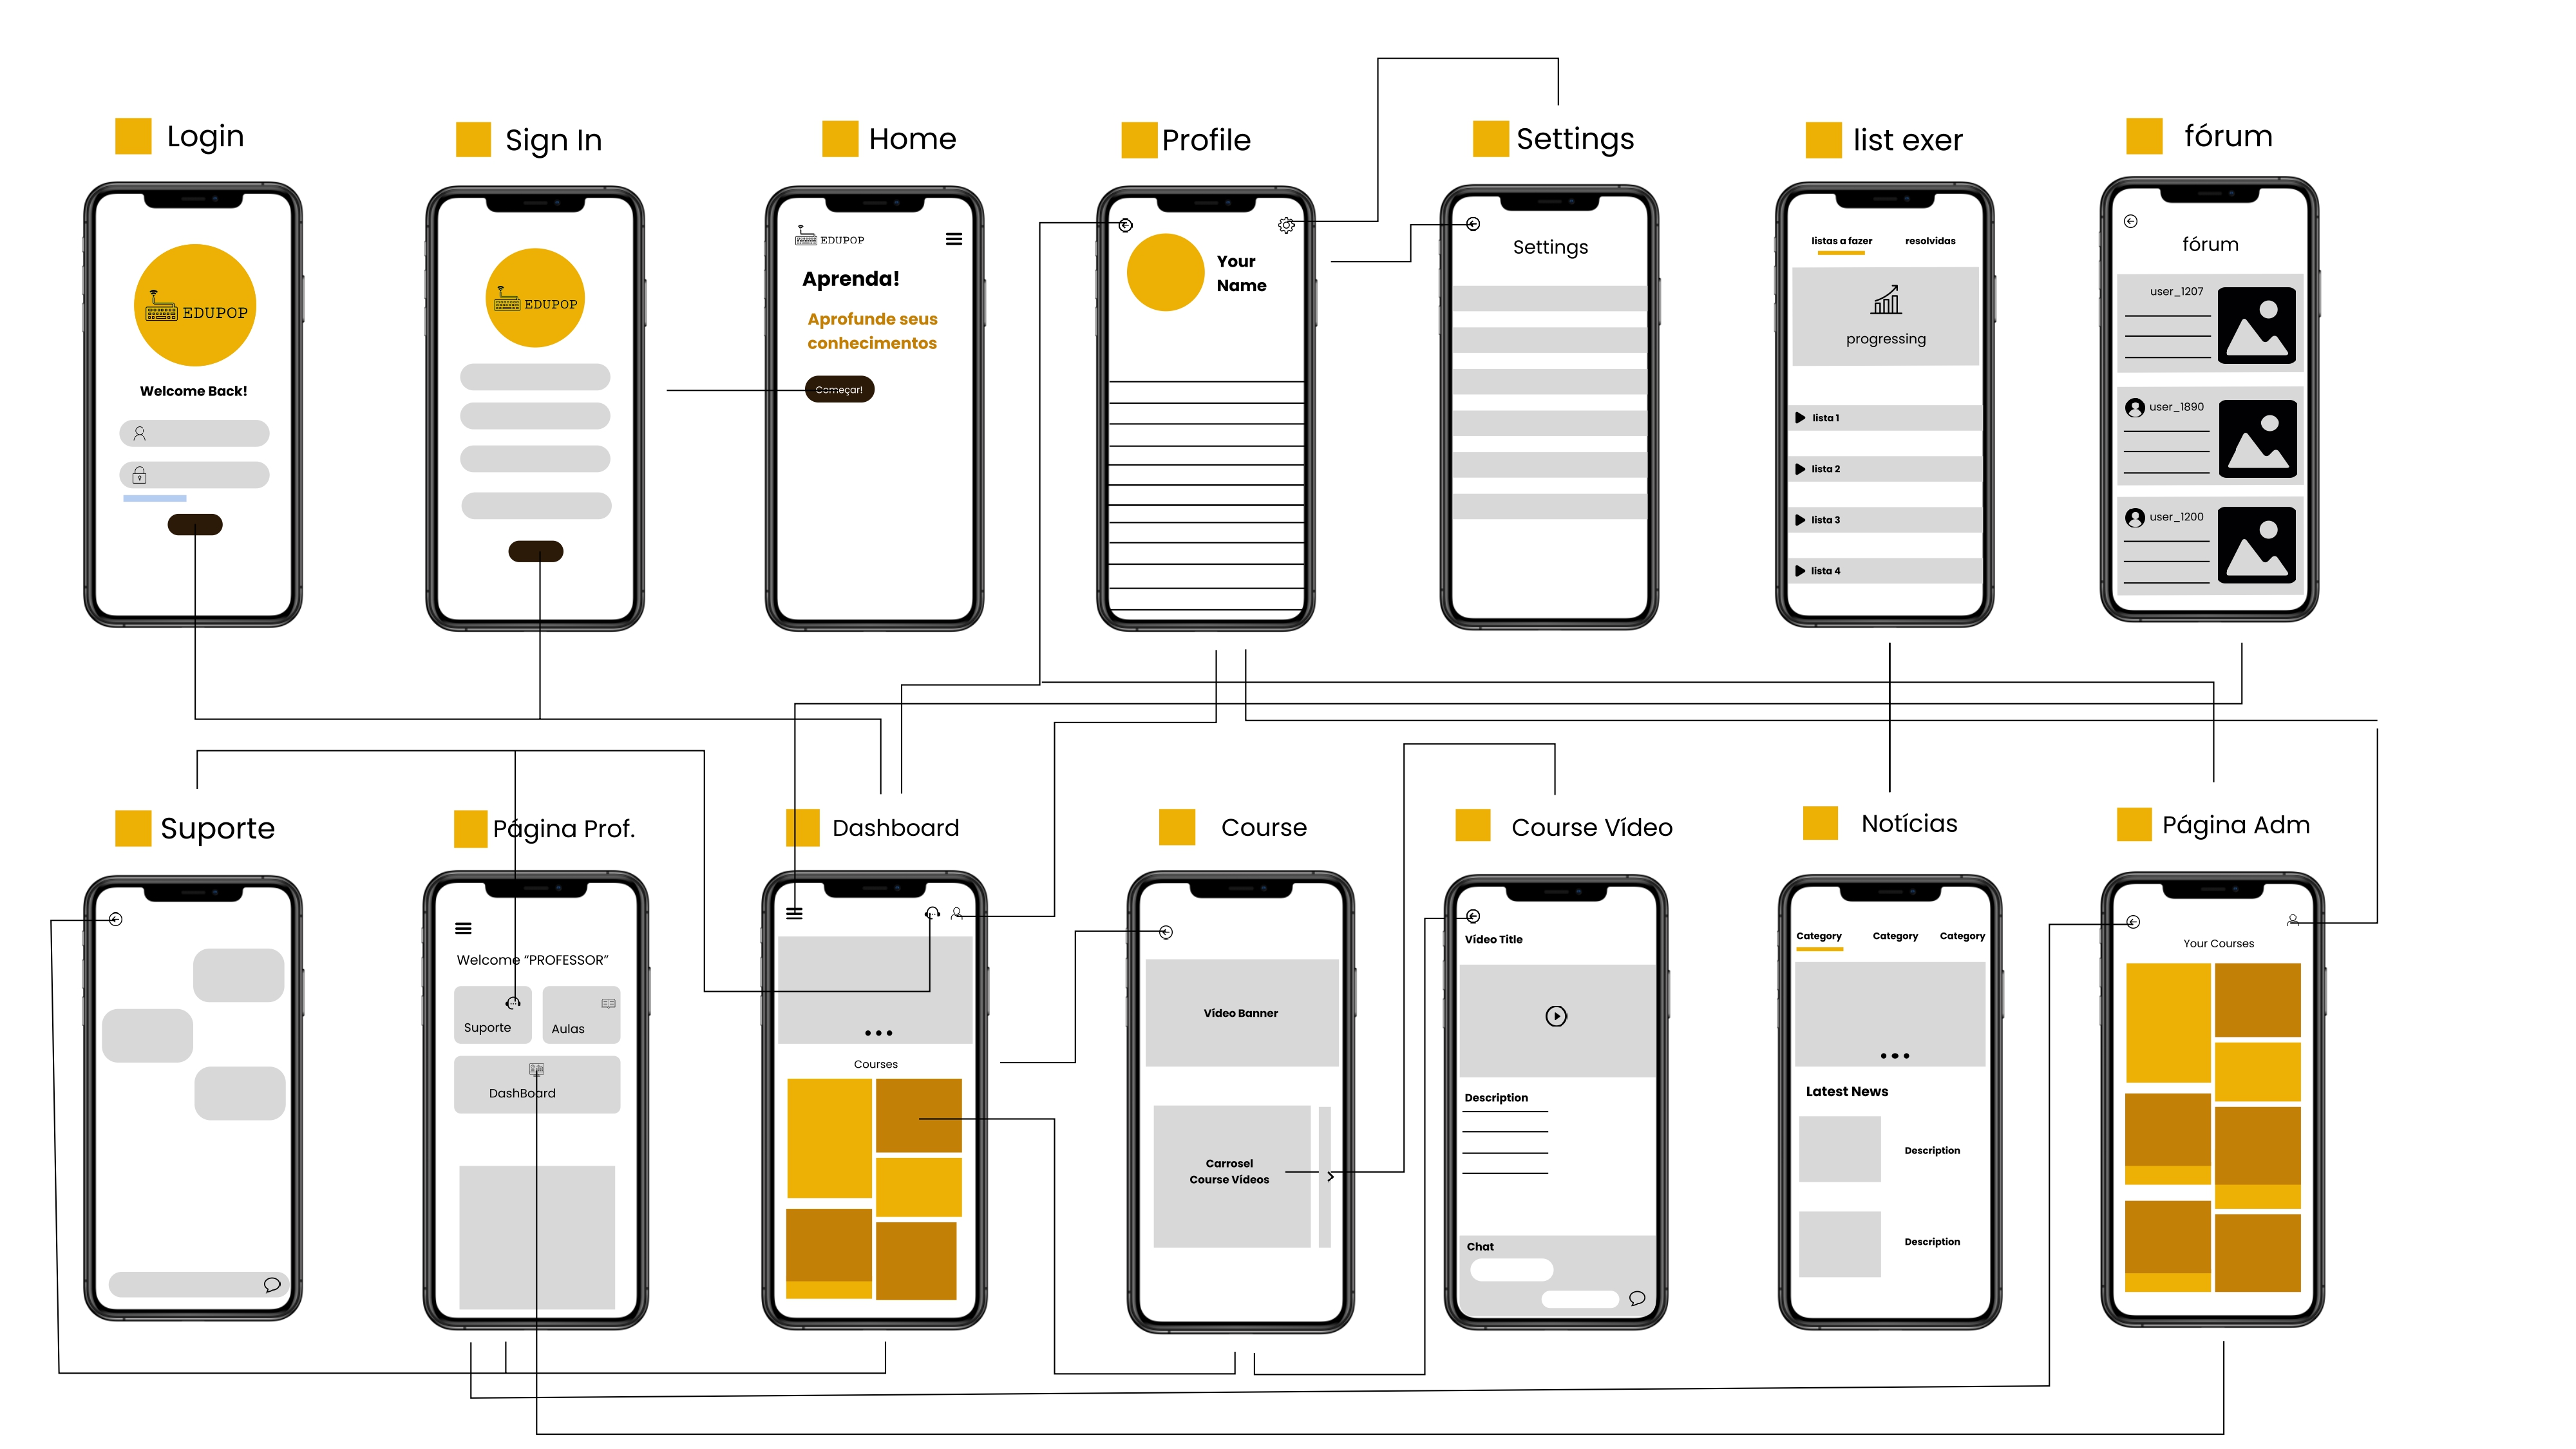 Login
Sign In
Home
Profile
Settings
list exer
fórum
EDUPOP
Welcome Back!
EDUPOP
EDUPOP
Aprenda!
Aprofunde seus
conhecimentos
Começar!
Your
Name
Settings
listas a fazer
resolvidas
progressing
lista 1
lista 2
lista 3
lista 4
fórum
user_1207
user_1890
user_1200
Suporte
Página Prof.
Dashboard
Course
Course Vídeo
Notícias
Página Adm
Welcome “PROFESSOR”
Suporte
Aulas
DashBoard
Courses
Vídeo Banner
Carrosel
Course Vídeos
Vídeo Title
Description
Chat
Category
Category
Category
Latest News
Description
Description
Your Courses